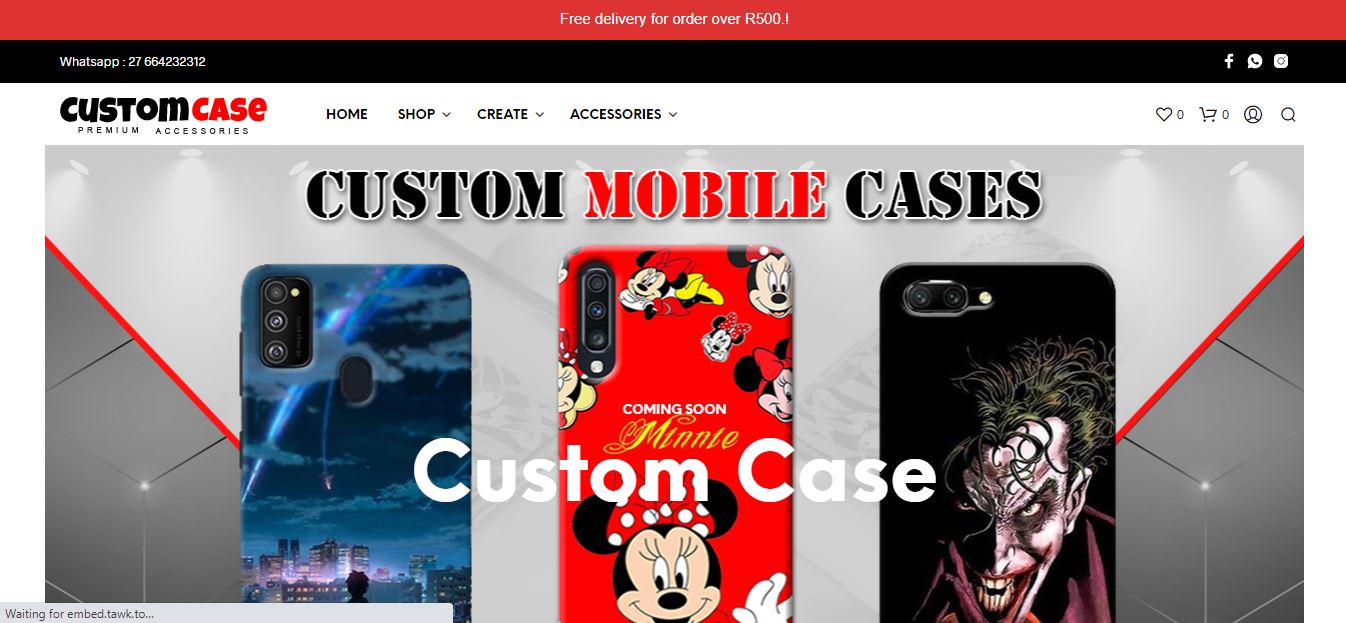 Free delivery for order over R500.!
Whatsapp : 27 664232312
CUSTOM CASE
PREMIUM ACCESSORIES
HOME
SHOP
CREATE
ACCESSORIES
0
0
CUSTOM MOBILE CASES
COMING SOON
Minnie
Custom Case
Waiting for embed.tawk.to...